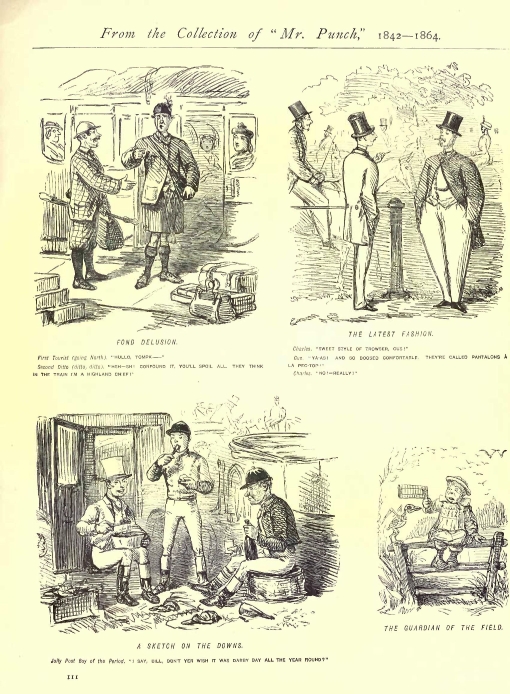 From the Collection of "Mr. Punch," 1842—1864.
FOND DELUSION.
First Tourist (going North). "HULLO, TOMPK——"
Second Ditto (ditto, ditto). "HSH—SH! CONFOUND IT, YOU'LL SPOIL ALL. THEY THINK
IN THE TRAIN I'M A HIGHLAND CHIEF!"
THE LATEST FASHION.
Charles. "SWEET STYLE OF TROWSER, GUS!"
Gus. "YA-AS! AND SO DOOSED COMFORTABLE. THEY'RE CALLED PANTALONS À
LA PEG-TOP!"
Charles. "NO!—REALLY!"
A SKETCH ON THE DOWNS.
Jolly Post Boy of the Period. "I SAY, BILL, DON'T YER WISH IT WAS DARBY DAY ALL THE YEAR ROUND?"
THE GUARDIAN OF THE FIELD.
III